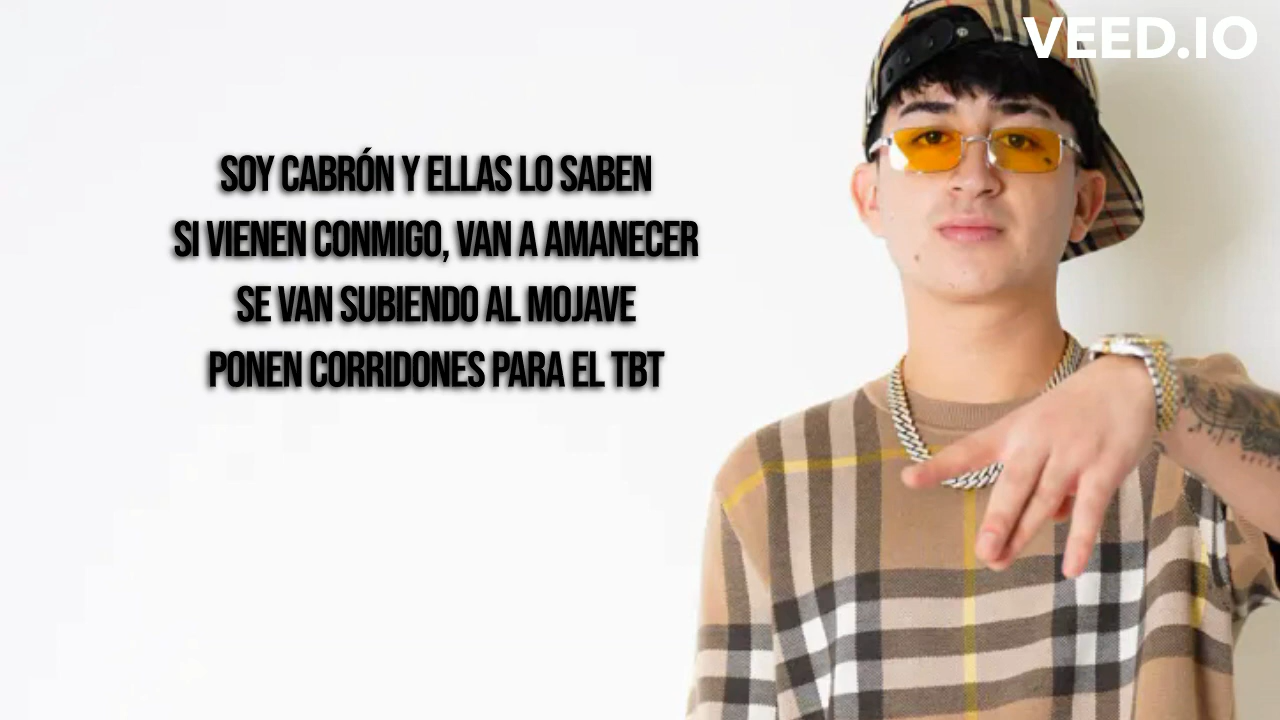 VEED.IO
SOY CABRÓN Y ELLAS LO SABEN
SI VIENEN CONMIGO, VAN A AMANECER
SE VAN SUBIENDO AL MOJAVE
PONEN CORRIDONES PARA EL TBT